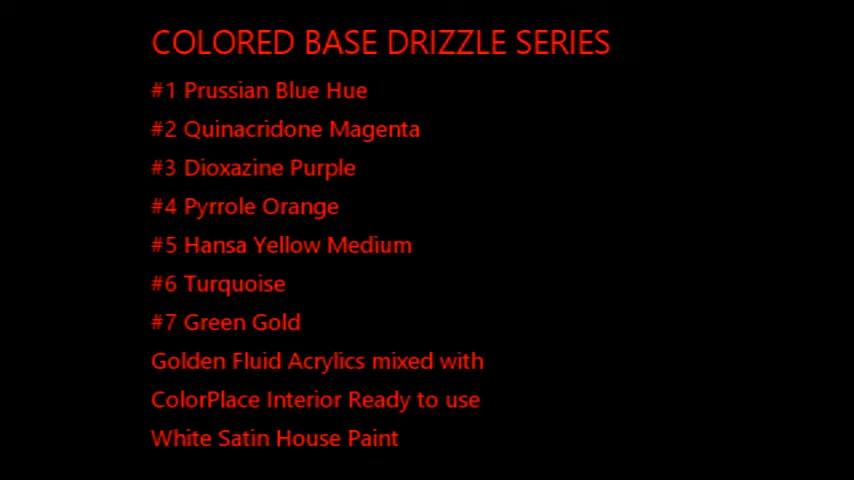 COLORED BASE DRIZZLE SERIES
#1 Prussian Blue Hue
#2 Quinacridone Magenta
#3 Dioxazine Purple
#4 Pyrrole Orange
#5 Hansa Yellow Medium
#6 Turquoise
#7 Green Gold
Golden Fluid Acrylics mixed with
ColorPlace Interior Ready to use
White Satin House Paint